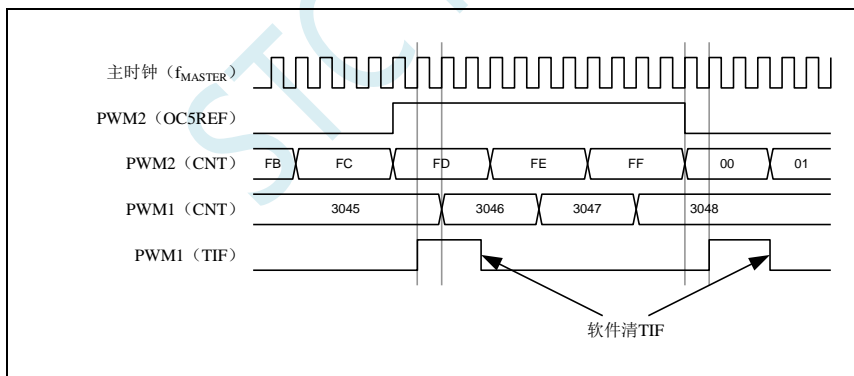 STC
主时钟（fMASTER）
PWM2（OC5REF）
PWM2（CNT） FB FC FD FE FF 00 01
PWM1（CNT） 3045 3046 3047 3048
PWM1（TIF）
软件清TIF